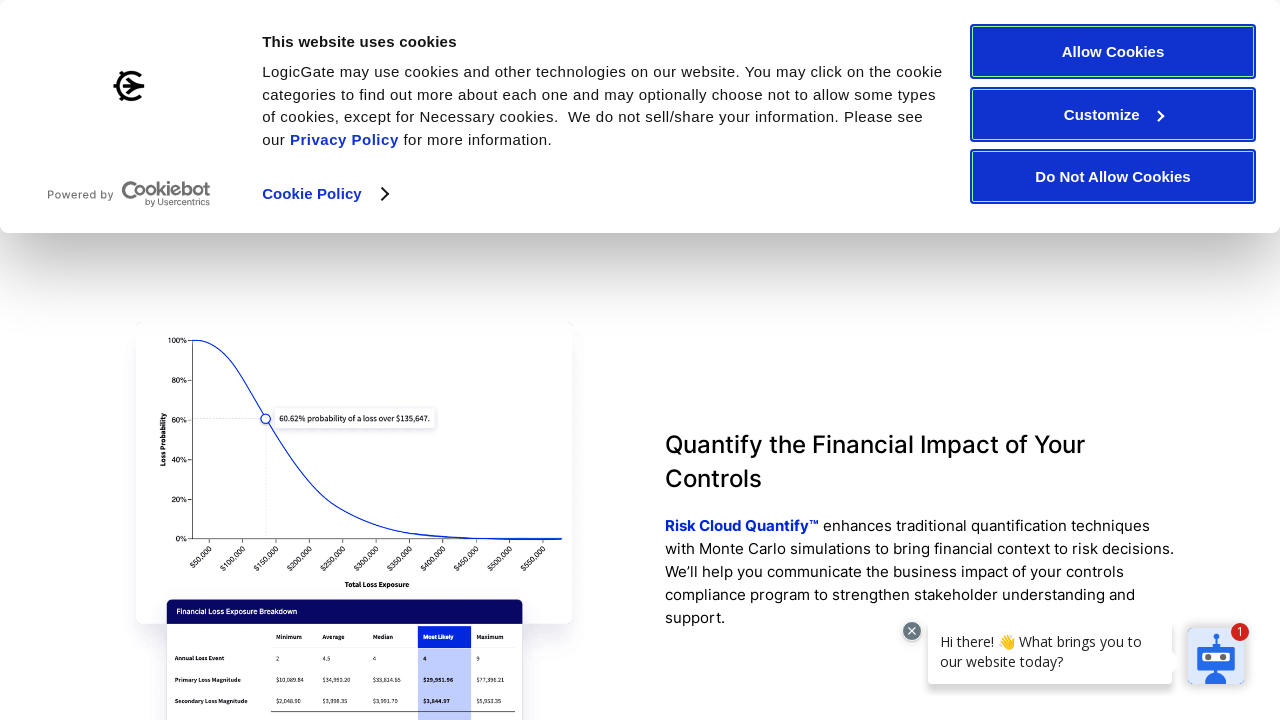 This website uses cookies
LogicGate may use cookies and other technologies on our website. You may click on the cookie
categories to find out more about each one and may optionally choose not to allow some types
of cookies, except for Necessary cookies.  We do not sell/share your information. Please see
our Privacy Policy for more information.
Cookie Policy
Powered by Cookiebot
by Usercentrics
Allow Cookies
Customize
Do Not Allow Cookies
100%
80%
60%
40%
20%
0%
Loss Probability
60.62% probability of a loss over $135,647.
$50,000 $100,000 $150,000 $200,000 $250,000 $300,000 $350,000 $400,000 $450,000 $500,000 $550,000
Total Loss Exposure
Financial Loss Exposure Breakdown
Minimum Average Median Most Likely Maximum
Annual Loss Event 2 4.5 4 4 9
Primary Loss Magnitude $10,089.84 $34,993.20 $33,814.65 $29,951.96 $77,396.21
Secondary Loss Magnitude $2,048.90 $3,998.35 $3,991.70 $3,844.97 $5,953.35
Quantify the Financial Impact of Your
Controls
Risk Cloud Quantify™ enhances traditional quantification techniques
with Monte Carlo simulations to bring financial context to risk decisions.
We’ll help you communicate the business impact of your controls
compliance program to strengthen stakeholder understanding and
support.
Hi there! 👋 What brings you to
our website today?
1